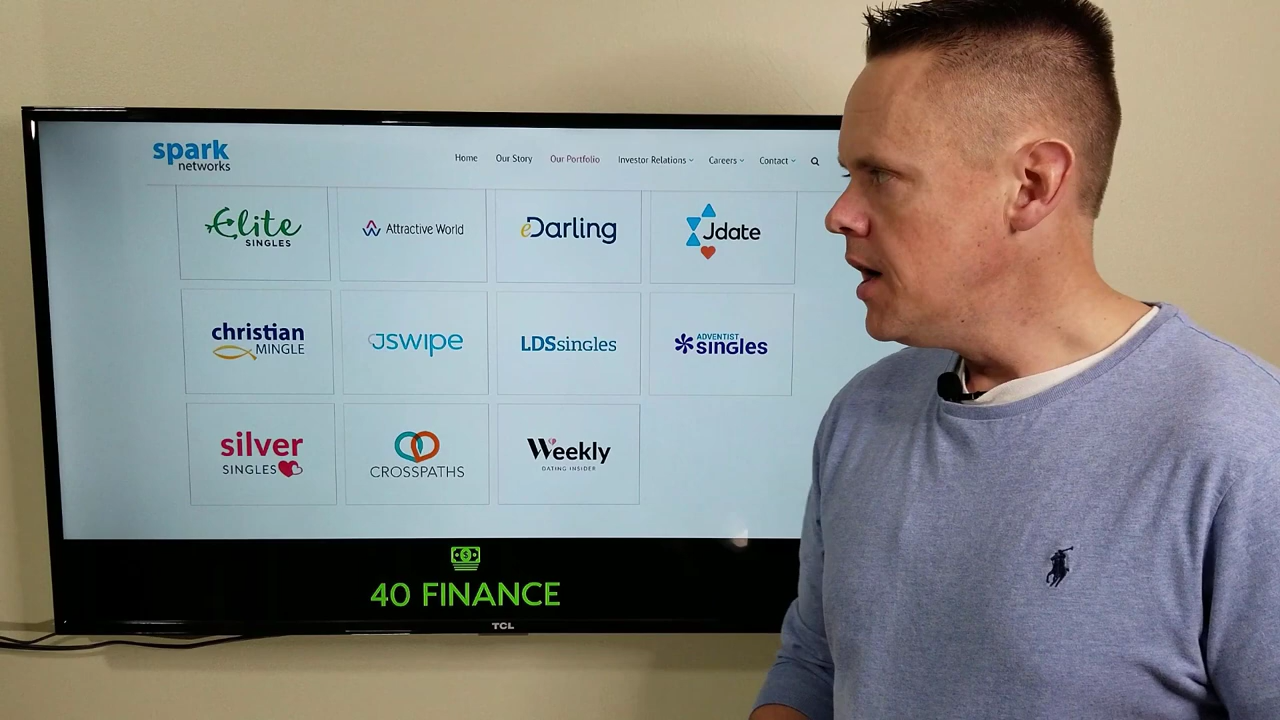 spark
networks
Home Our Story Our Portfolio Investor Relations Careers Contact
Elite
SINGLES
Attractive World
eDarling
Jdate
christian
MINGLE
JSWIPE
LDSsingles
ADVENTIST
singles
silver
SINGLES
CROSSPATHS
Weekly
DATING INSIDER
$
40 FINANCE
TCL